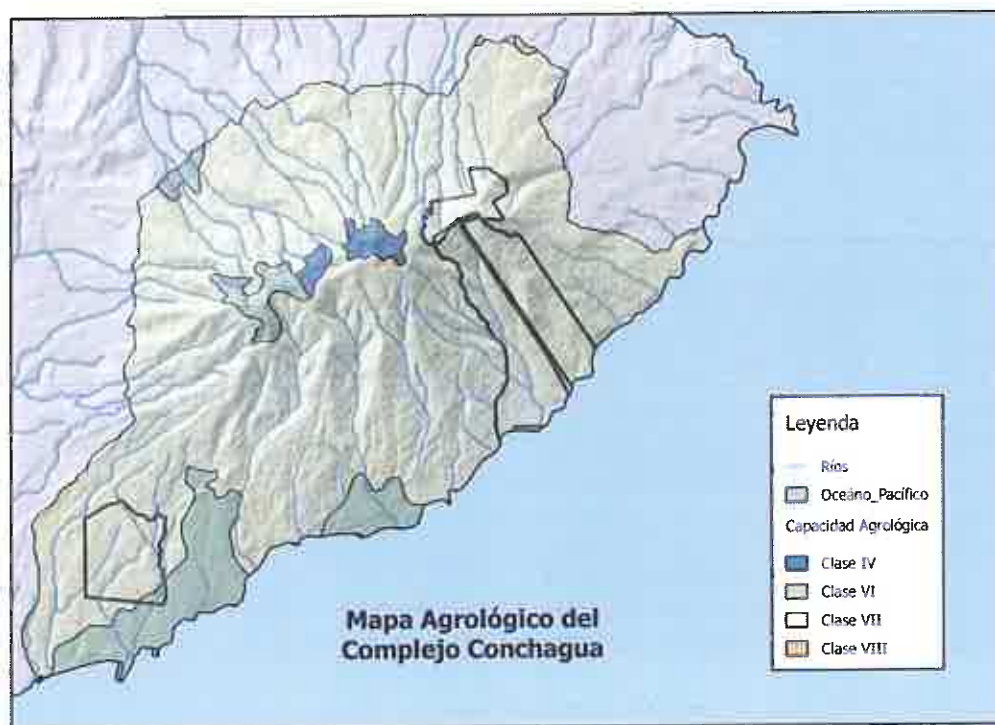 Leyenda
Ríos
Oceáno_Pacífico
Capacidad Agrológica
Clase IV
Clase VI
Clase VII
Clase VIII
Mapa Agrológico del
Complejo Conchagua